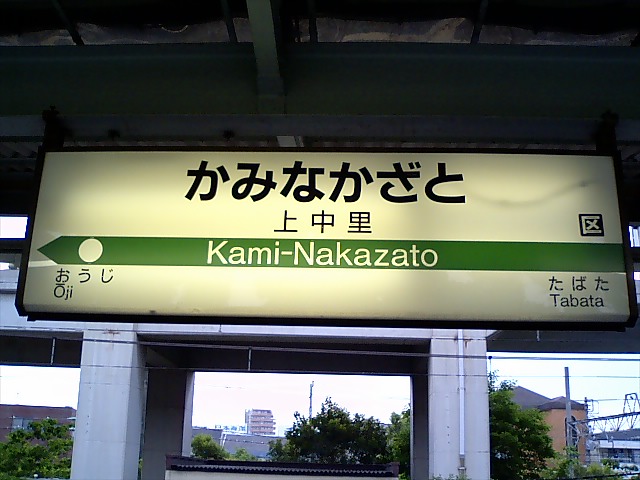 かみなかざと
上中里
区
Kami-Nakazato
おうじ
Ōji
たばた
Tabata